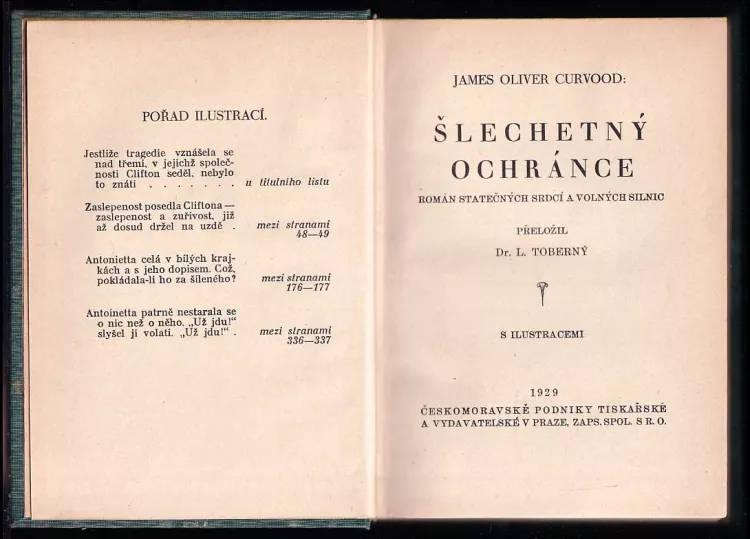 POŘAD ILUSTRACÍ.
Jestliže tragedie vznášela se
nad třemi, v jejichž společ-
nosti Clifton seděl, nebylo
to znáti . . . . . . . u titulního listu
Zaslepenost posedla Cliftona —
zaslepenost a zuřivost, jíž
až dosud držel na uzdě . mezi stranami
48—49
Antonietta celá v bílých kraj-
kách a s jeho dopisem. Což,
pokládala-li ho za šíleného? mezi stranami
176—177
Antoinetta patrně nestarala se
o nic než o něho. „Už jdu!“
slyšel ji volati. „Už jdu!“ . mezi stranami
336—337
JAMES OLIVER CURVOOD:
ŠLECHETNÝ
OCHRÁNCE
ROMÁN STATEČNÝCH SRDCÍ A VOLNÝCH SILNIC
PŘELOŽIL
Dr. L. TOBERNÝ
S ILUSTRACEMI
1929
ČESKOMORAVSKÉ PODNIKY TISKAŘSKÉ
A VYDAVATELSKÉ V PRAZE, ZAPS. SPOL. S R. O.